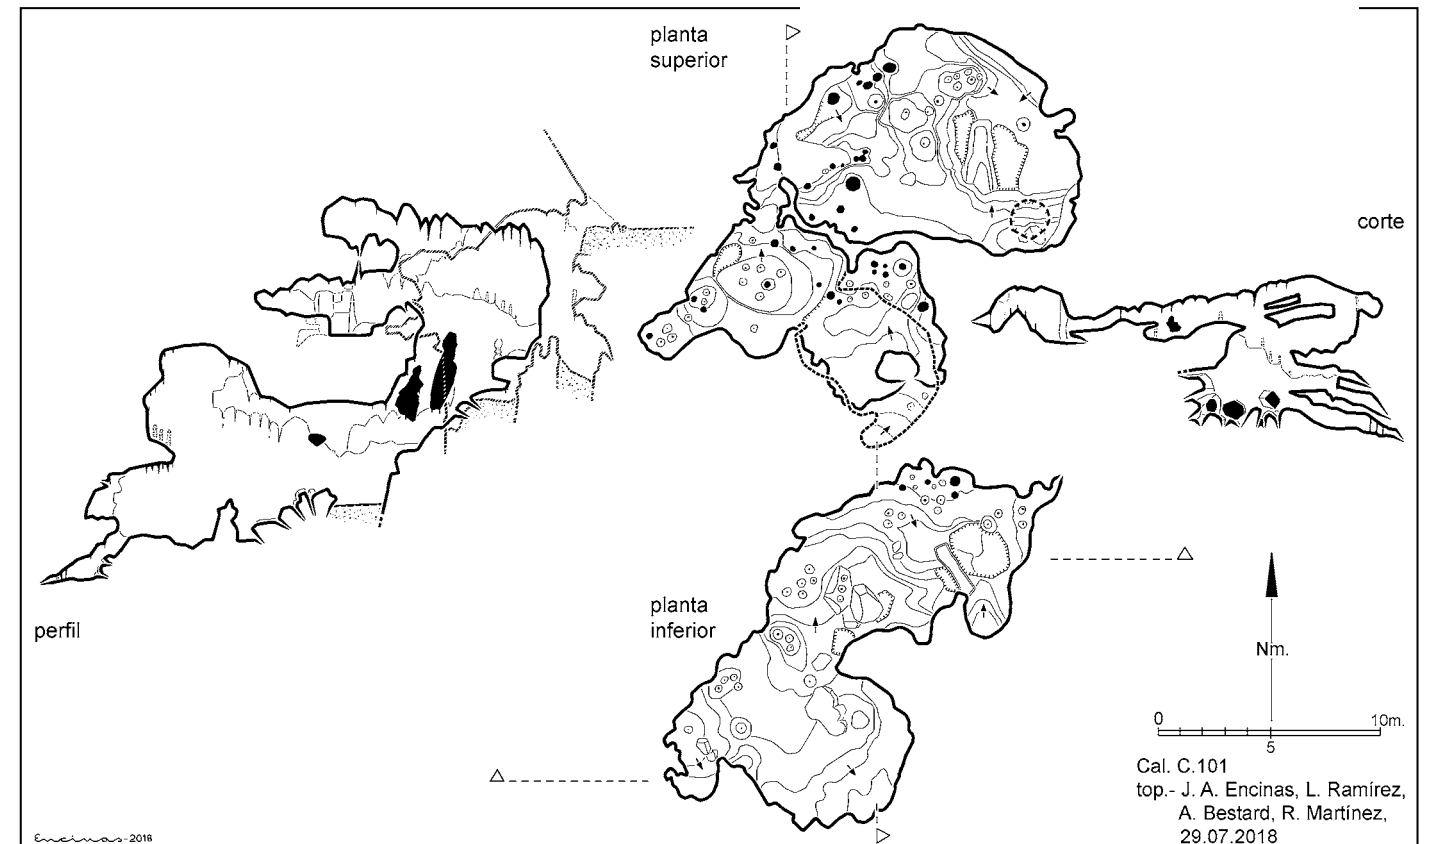 planta
superior
corte
perfil
planta
inferior
Nm.
0
10m.
5
Cal. C.101
top.- J. A. Encinas, L. Ramírez,
A. Bestard, R. Martínez,
29.07.2018
Encinas-2018